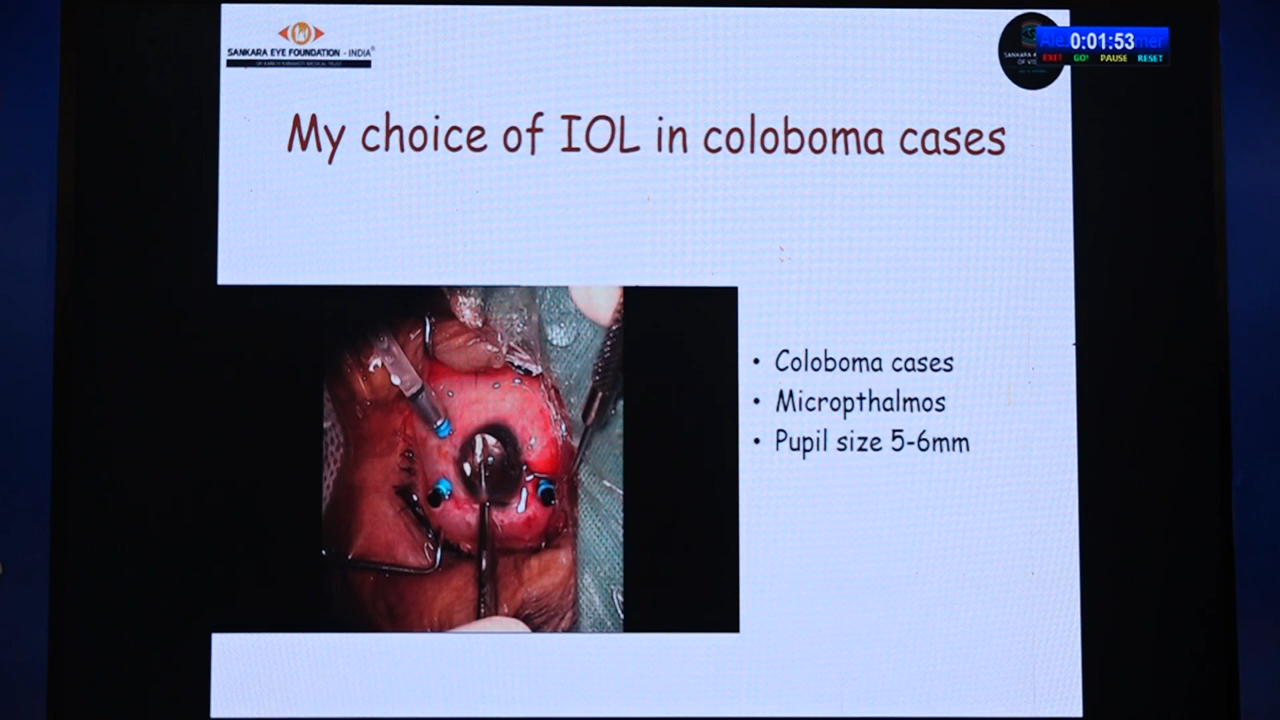 SANKARA EYE FOUNDATION - INDIA®
0:01:53
EXIT GO! PAUSE RESET
My choice of IOL in coloboma cases
• Coloboma cases
• Micropthalmos
• Pupil size 5-6mm